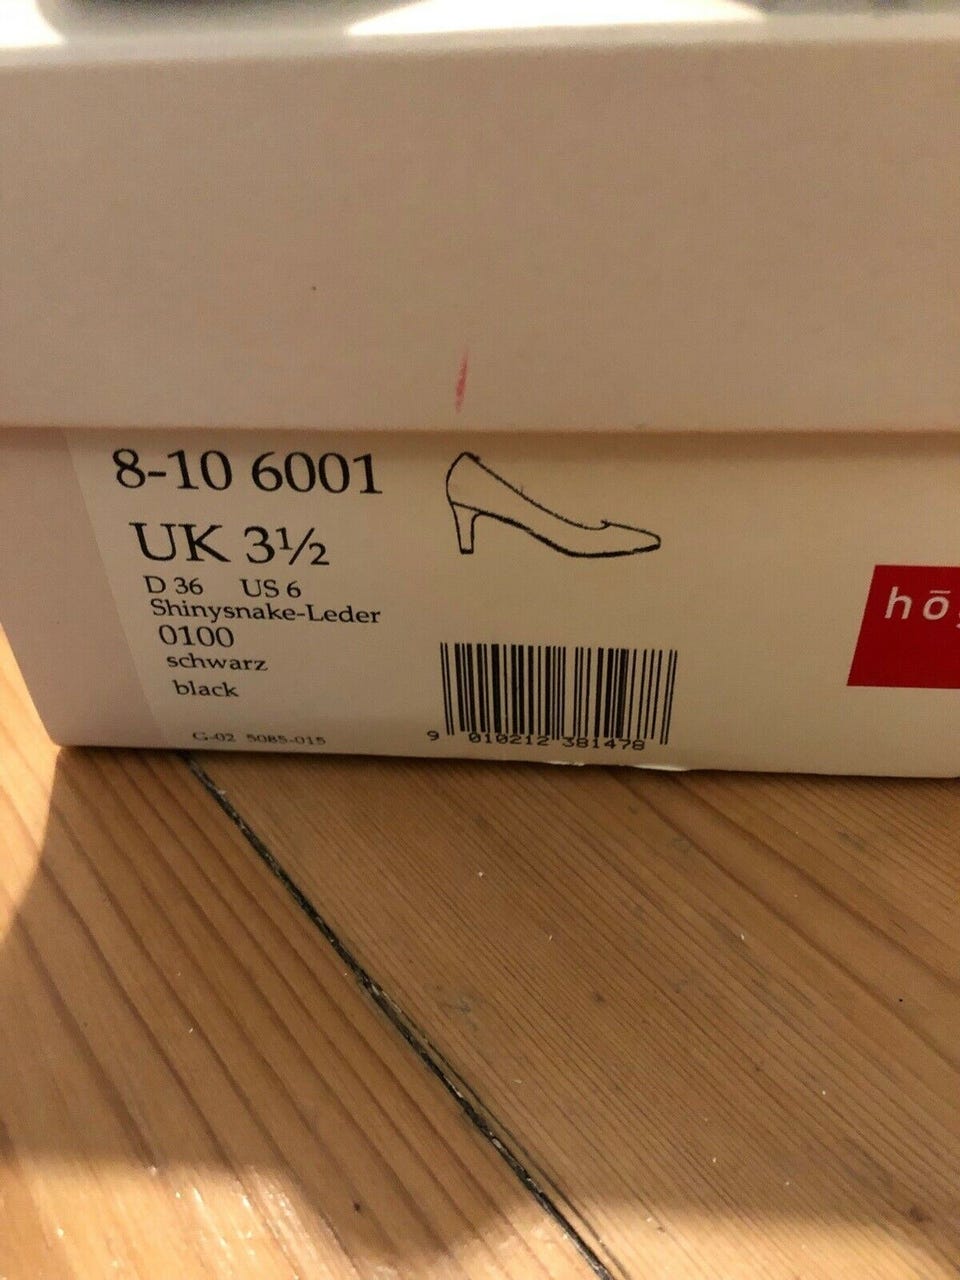 8-10 6001
UK 3½
D 36 US 6
Shinysnake-Leder
0100
schwarz
black
G-02 5085-015
9 010212 381478
hō